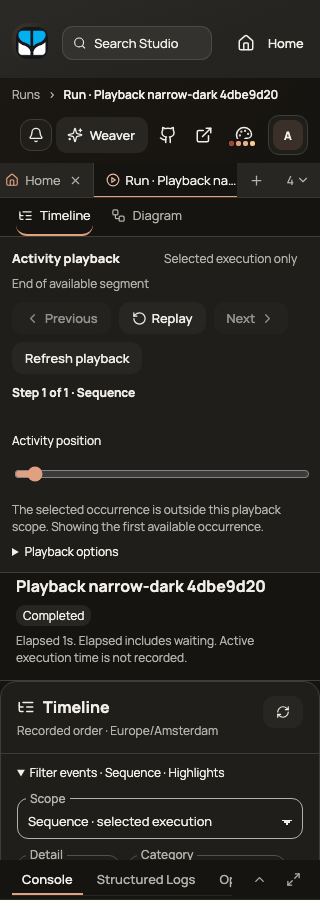 Search Studio
Home
Runs › Run · Playback narrow-dark 4dbe9d20
Weaver
A
Home
Run · Playback na...
4
Timeline
Diagram
Activity playback
Selected execution only
End of available segment
Previous
Replay
Next
Refresh playback
Step 1 of 1 · Sequence
Activity position
The selected occurrence is outside this playback
scope. Showing the first available occurrence.
Playback options
Playback narrow-dark 4dbe9d20
Completed
Elapsed 1s. Elapsed includes waiting. Active
execution time is not recorded.
Timeline
Recorded order · Europe/Amsterdam
Filter events · Sequence · Highlights
Scope
Sequence · selected execution
Detail
Category
Console
Structured Logs